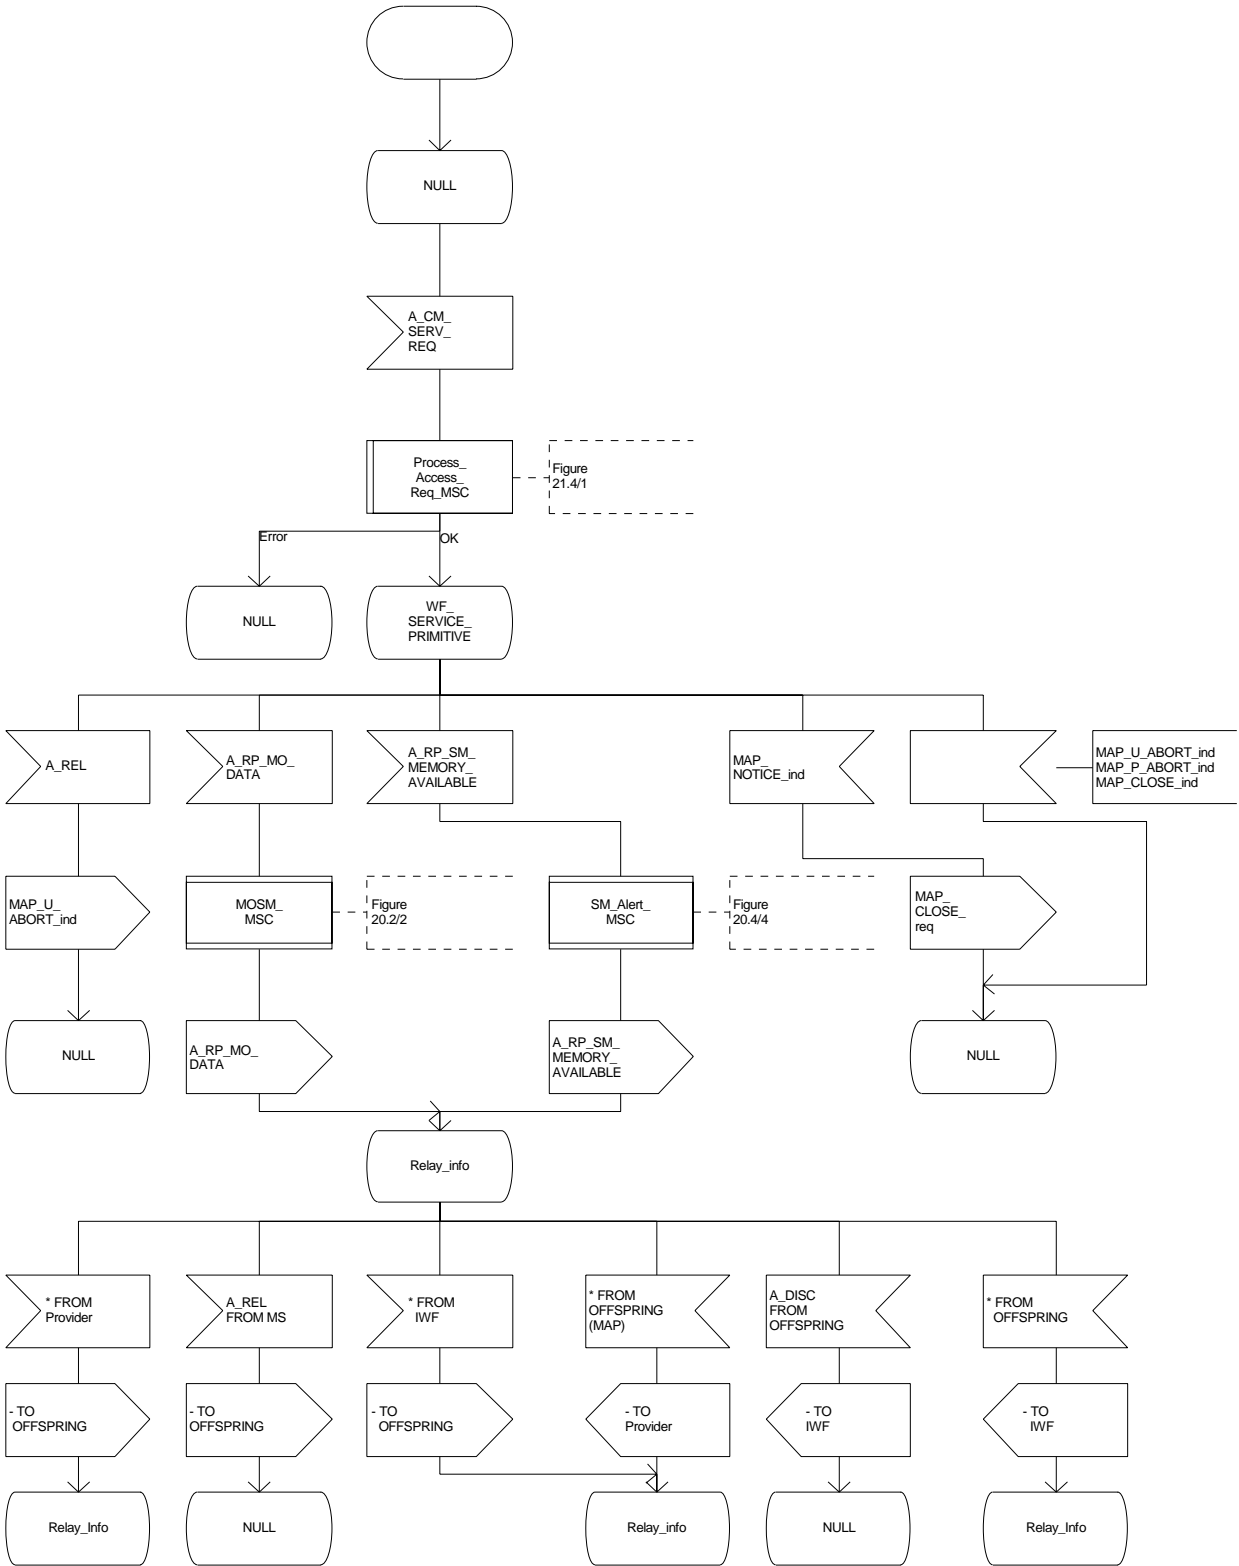 NULL
A_CM_
SERV_
REQ
Process_
Access_
Req_MSC
Figure
21.4/1
Error
OK
NULL
WF_
SERVICE_
PRIMITIVE
A_REL
A_RP_MO_
DATA
A_RP_SM_
MEMORY_
AVAILABLE
MAP_
NOTICE_ind
MAP_U_ABORT_ind
MAP_P_ABORT_ind
MAP_CLOSE_ind
MAP_U_
ABORT_ind
MOSM_
MSC
Figure
20.2/2
SM_Alert_
MSC
Figure
20.4/4
MAP_
CLOSE_
req
NULL
A_RP_MO_
DATA
A_RP_SM_
MEMORY_
AVAILABLE
NULL
Relay_info
* FROM
Provider
A_REL
FROM MS
* FROM
IWF
* FROM
OFFSPRING
(MAP)
A_DISC
FROM
OFFSPRING
* FROM
OFFSPRING
- TO
OFFSPRING
- TO
OFFSPRING
- TO
OFFSPRING
- TO
Provider
- TO
IWF
- TO
IWF
Relay_Info
NULL
Relay_info
NULL
Relay_Info